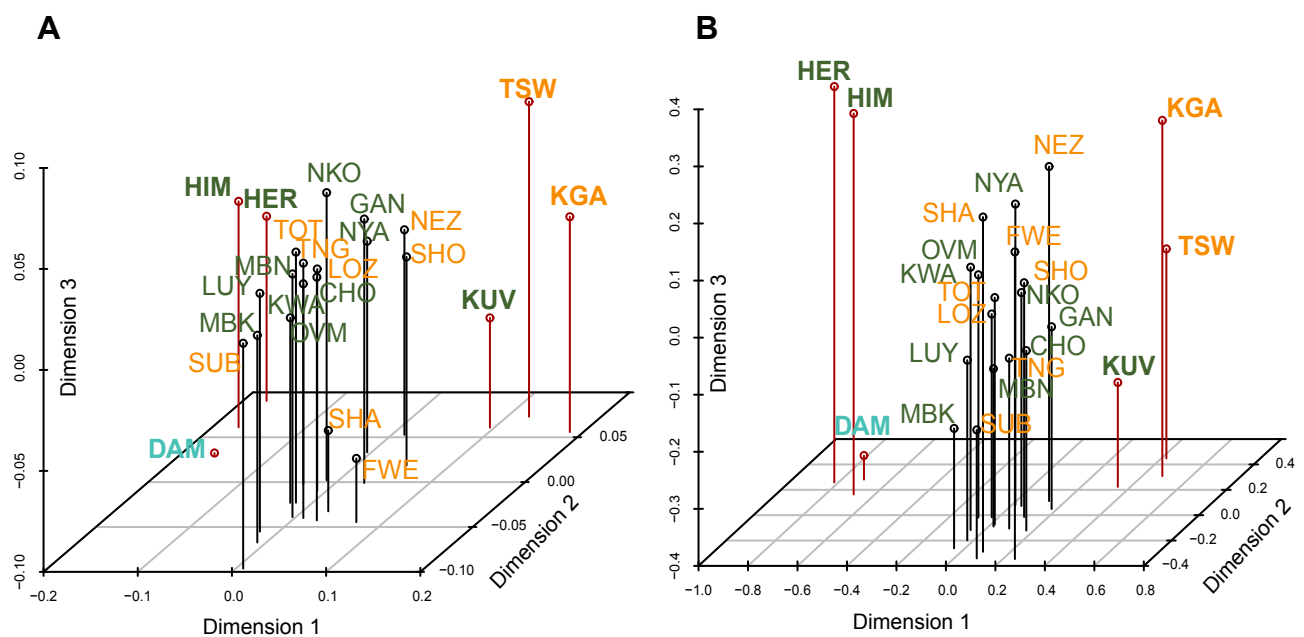 A
B
HER
HIM
KGA
TSW
NEZ
NYA
SHA
FWE
OVM
KWA
SHO
TOT
NKO
LOZ
GAN
LUY
CHO
TNG
KUV
MBN
MBK
SUB
DAM
TSW
NKO
HIM
HER
KGA
GAN
TOT
NYA
NEZ
TNG
SHO
MBN
LOZ
LUY
CHO
KWA
KUV
MBK
OVM
SUB
SHA
DAM
FWE
0.10
0.05
0.00
−0.05
−0.10
Dimension 3
−0.2
−0.1
0.0
0.1
0.2
Dimension 1
−0.10
−0.05
0.00
0.05
Dimension 2
0.4
0.3
0.2
0.1
0.0
−0.1
−0.2
−0.3
−0.4
Dimension 3
−1.0
−0.8
−0.6
−0.4
−0.2
0.0
0.2
0.4
0.6
0.8
Dimension 1
−0.4
−0.2
0.0
0.2
0.4
Dimension 2